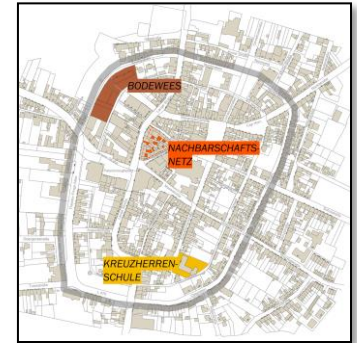 BODEWEES
NACHBARSCHAFTS-
NETZ
KREUZHERREN-
SCHULE